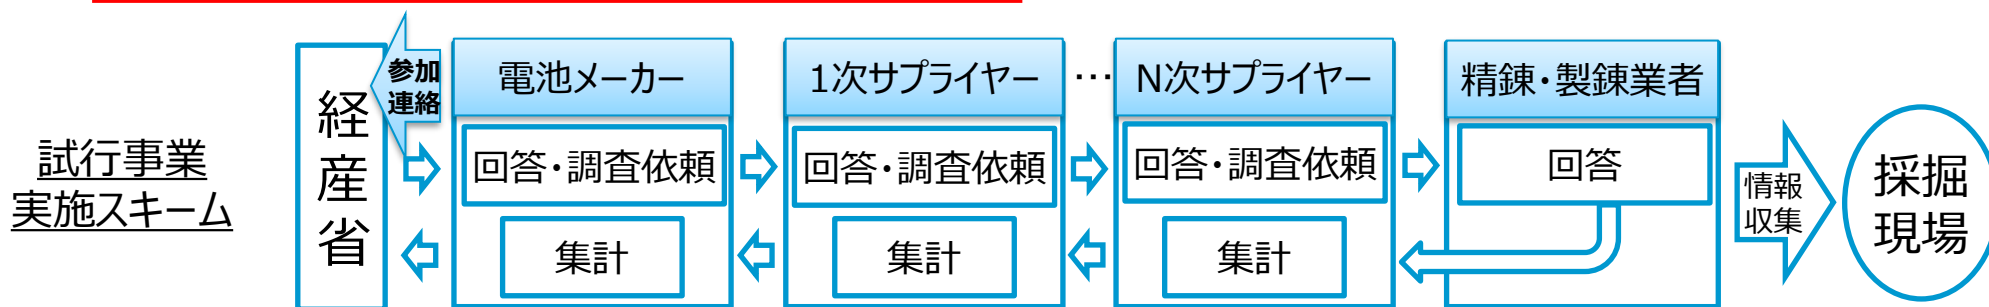 試行事業
実施スキーム
経産省
参加
連絡
電池メーカー
回答・調査依頼
集計
1次サプライヤー
回答・調査依頼
集計
…
N次サプライヤー
回答・調査依頼
集計
精錬・製錬業者
回答
情報
収集
採掘
現場